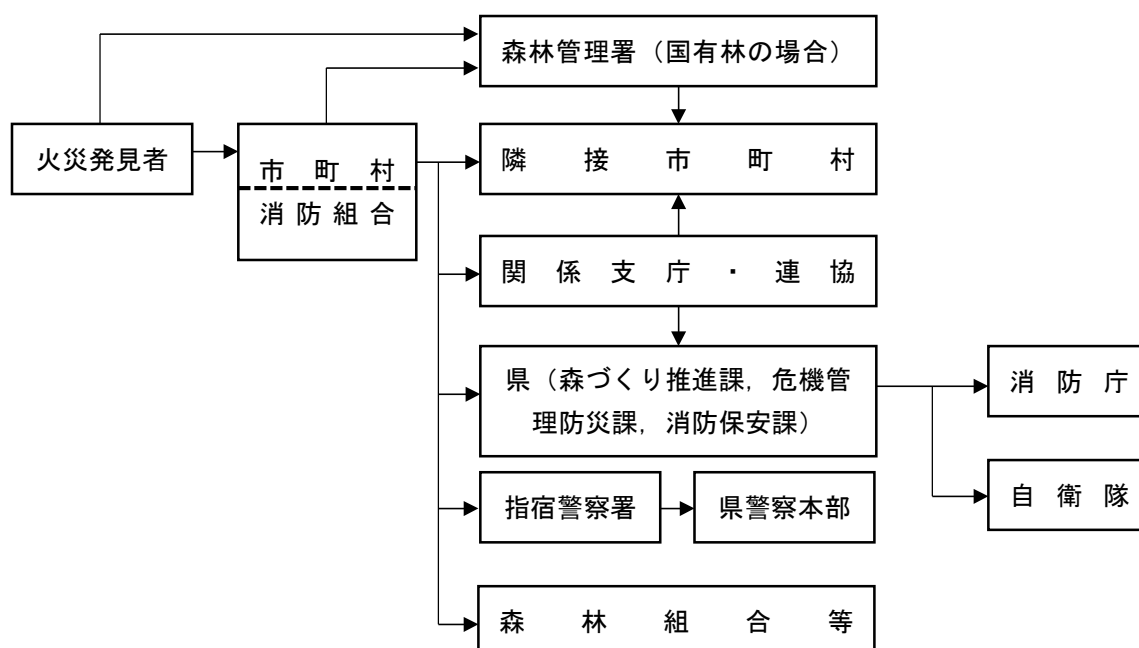 森林管理署（国有林の場合）
火災発見者
市町村
消防組合
隣接市町村
関係支庁・連協
県（森づくり推進課，危機管
理防災課，消防保安課）
消防庁
自衛隊
指宿警察署
県警察本部
森林組合等